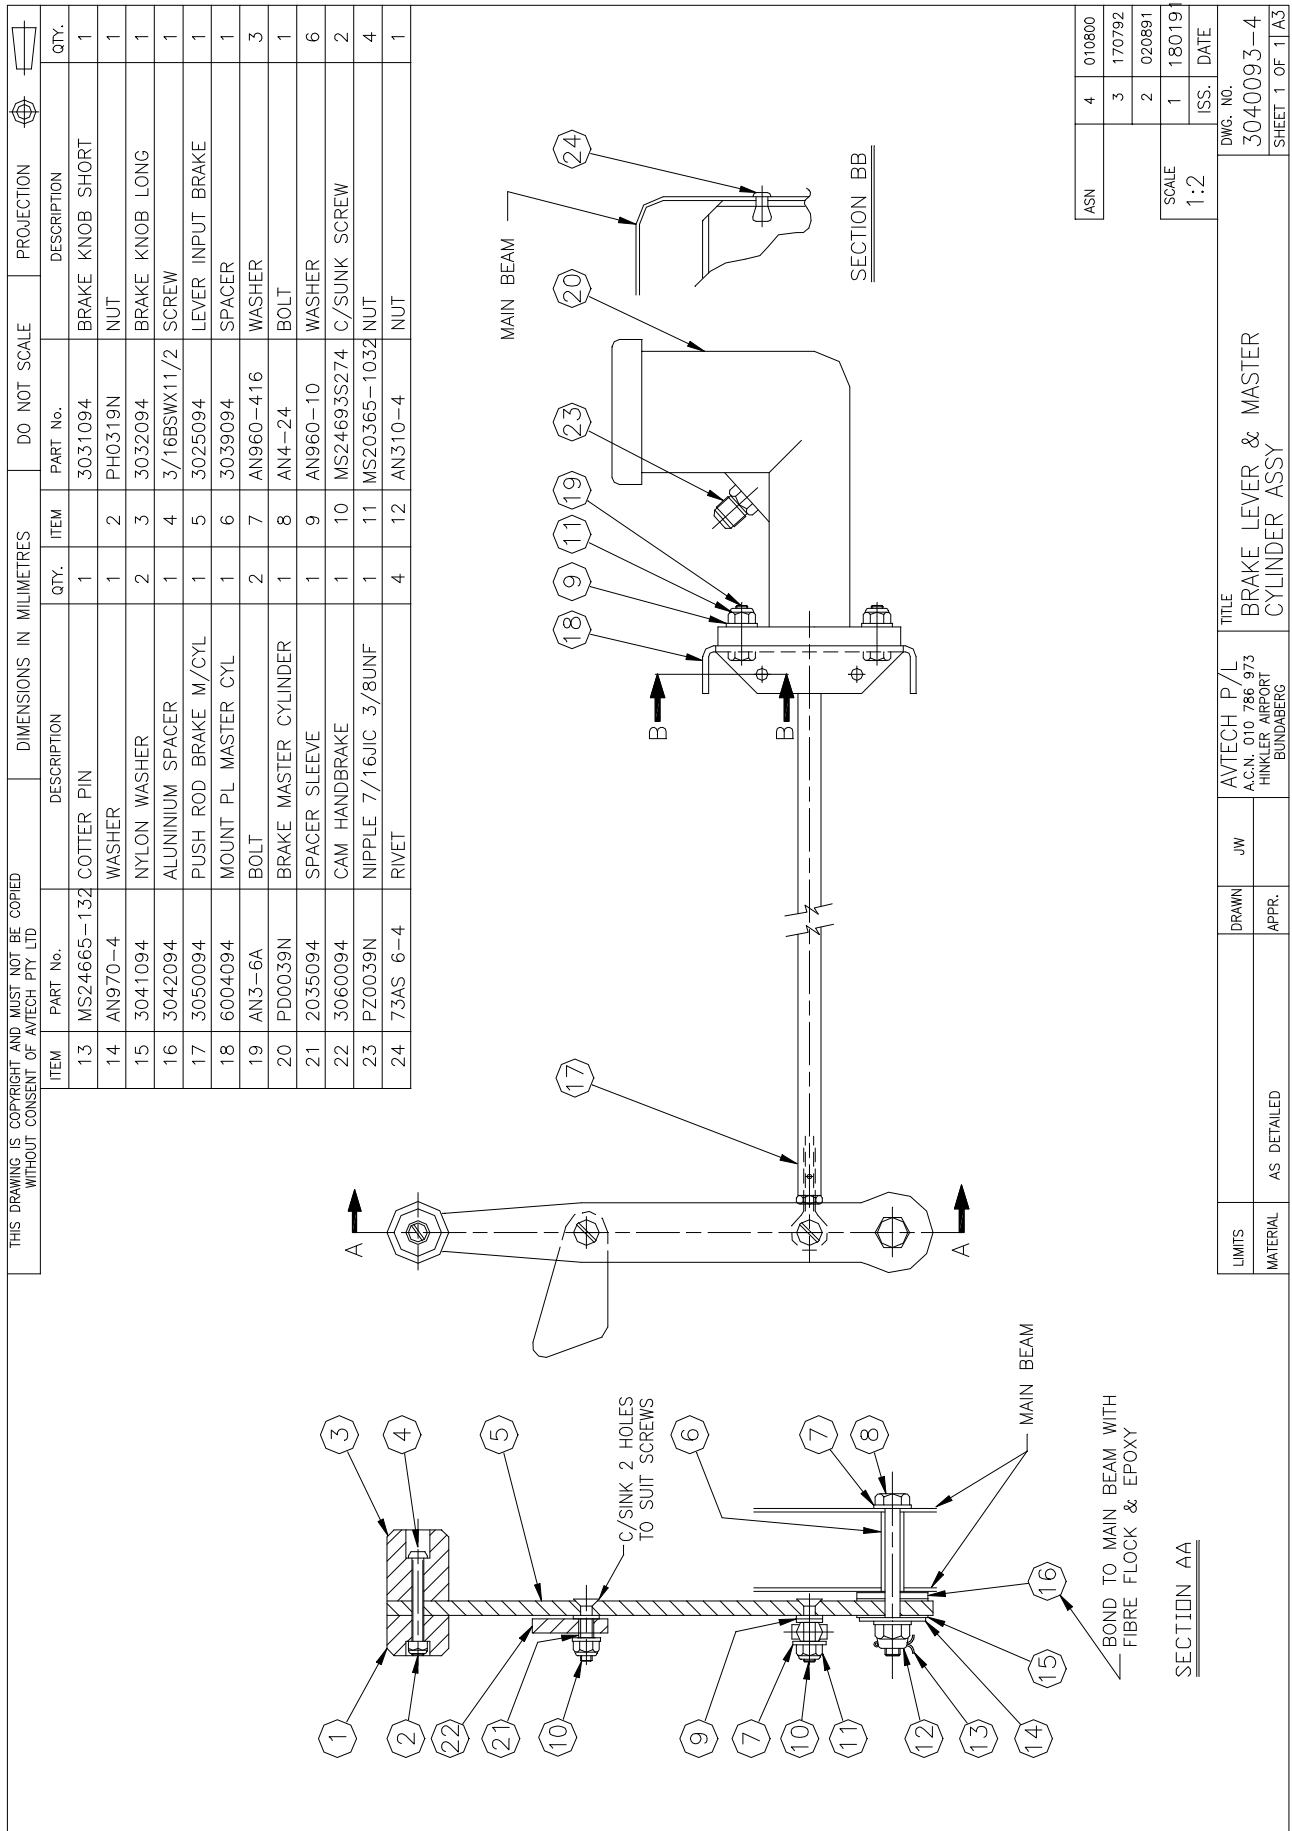 THIS DRAWING IS COPYRIGHT AND MUST NOT BE COPIED
WITHOUT CONSENT OF AVTECH PTY LTD
DIMENSIONS IN MILIMETRES
DO NOT SCALE
PROJECTION
ITEM PART No. DESCRIPTION QTY. ITEM PART No. DESCRIPTION QTY.
13 MS24665-132 COTTER PIN 1 1 3031094 BRAKE KNOB SHORT 1
14 AN970-4 WASHER 1 2 PH0319N NUT 1
15 3041094 NYLON WASHER 2 3 3032094 BRAKE KNOB LONG 1
16 3042094 ALUNINIUM SPACER 1 4 3/16BSWX11/2 SCREW 1
17 3050094 PUSH ROD BRAKE M/CYL 1 5 3025094 LEVER INPUT BRAKE 1
18 6004094 MOUNT PL MASTER CYL 1 6 3039094 SPACER 1
19 AN3-6A BOLT 2 7 AN960-416 WASHER 3
20 PD0039N BRAKE MASTER CYLINDER 1 8 AN4-24 BOLT 1
21 2035094 SPACER SLEEVE 1 9 AN960-10 WASHER 6
22 3060094 CAM HANDBRAKE 1 10 MS24693S274 C/SUNK SCREW 2
23 PZ0039N NIPPLE 7/16JIC 3/8UNF 1 11 MS20365-1032 NUT 4
24 73AS 6-4 RIVET 4 12 AN310-4 NUT 1
1
2
22
21
10
9
7
10
11
12
13
14
15
3
4
5
C/SINK 2 HOLES
TO SUIT SCREWS
6
7
8
MAIN BEAM
16
BOND TO MAIN BEAM WITH
FIBRE FLOCK & EPOXY
SECTION AA
A
A
17
B
B
18
9
11
19
23
20
MAIN BEAM
24
SECTION BB
ASN
4 010800
3 170792
2 020891
1 180191
ISS. DATE
SCALE
1:2
LIMITS
MATERIAL
AS DETAILED
DRAWN JW
APPR.
AVTECH P/L
A.C.N. 010 786 973
HINKLER AIRPORT
BUNDABERG
TITLE
BRAKE LEVER & MASTER
CYLINDER ASSY
DWG. NO.
3040093-4
SHEET 1 OF 1 A3